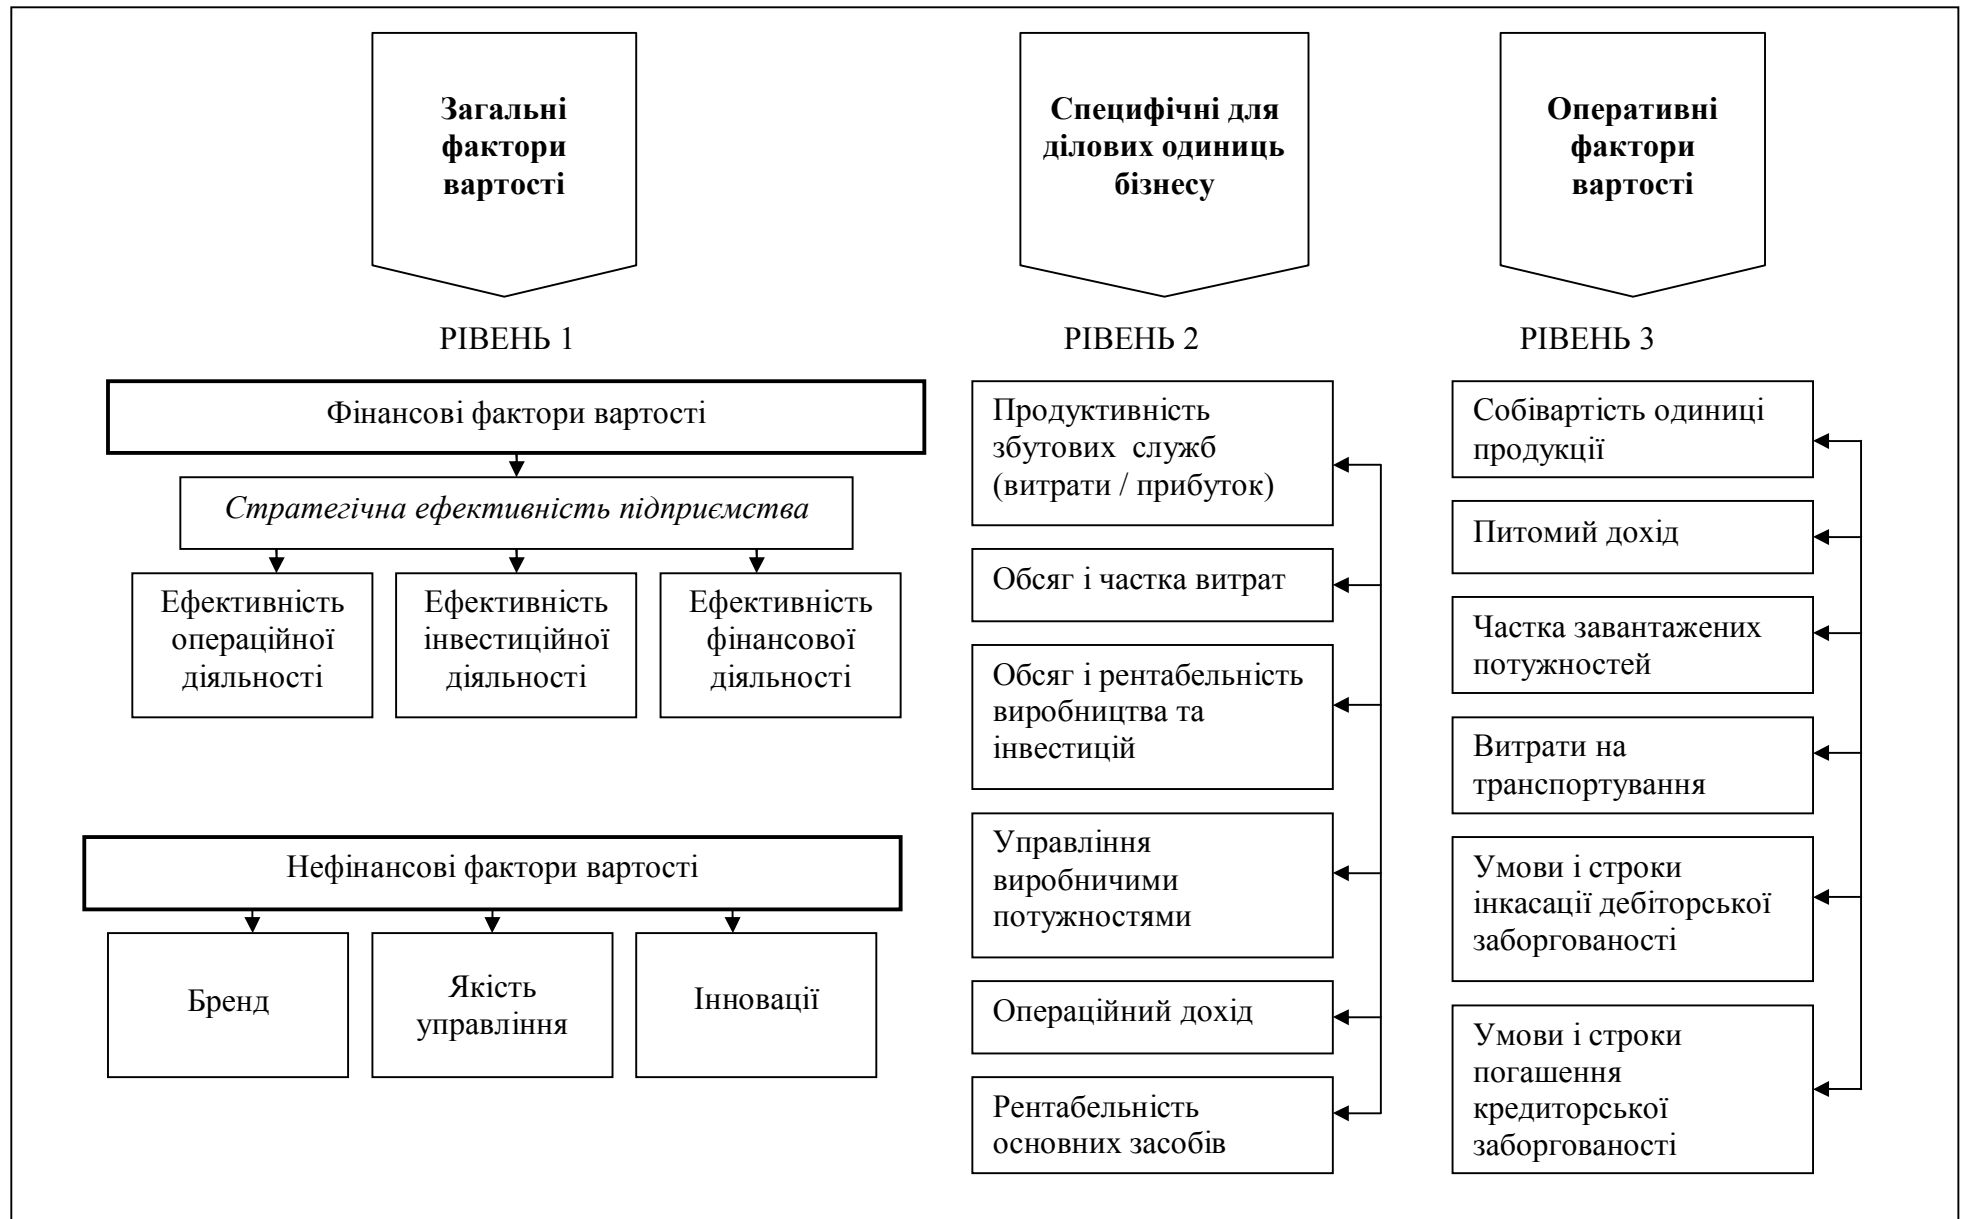 Загальні
фактори
вартості
Специфічні для
ділових одиниць
бізнесу
Оперативні
фактори
вартості
РІВЕНЬ 1
РІВЕНЬ 2
РІВЕНЬ 3
Фінансові фактори вартості
Стратегічна ефективність підприємства
Ефективність
операційної
діяльності
Ефективність
інвестиційної
діяльності
Ефективність
фінансової
діяльності
Нефінансові фактори вартості
Бренд
Якість
управління
Інновації
Продуктивність
збутових служб
(витрати / прибуток)
Обсяг і частка витрат
Обсяг і рентабельність
виробництва та
інвестицій
Управління
виробничими
потужностями
Операційний дохід
Рентабельність
основних засобів
Собівартість одиниці
продукції
Питомий дохід
Частка завантажених
потужностей
Витрати на
транспортування
Умови і строки
інкасації дебіторської
заборгованості
Умови і строки
погашення
кредиторської
заборгованості